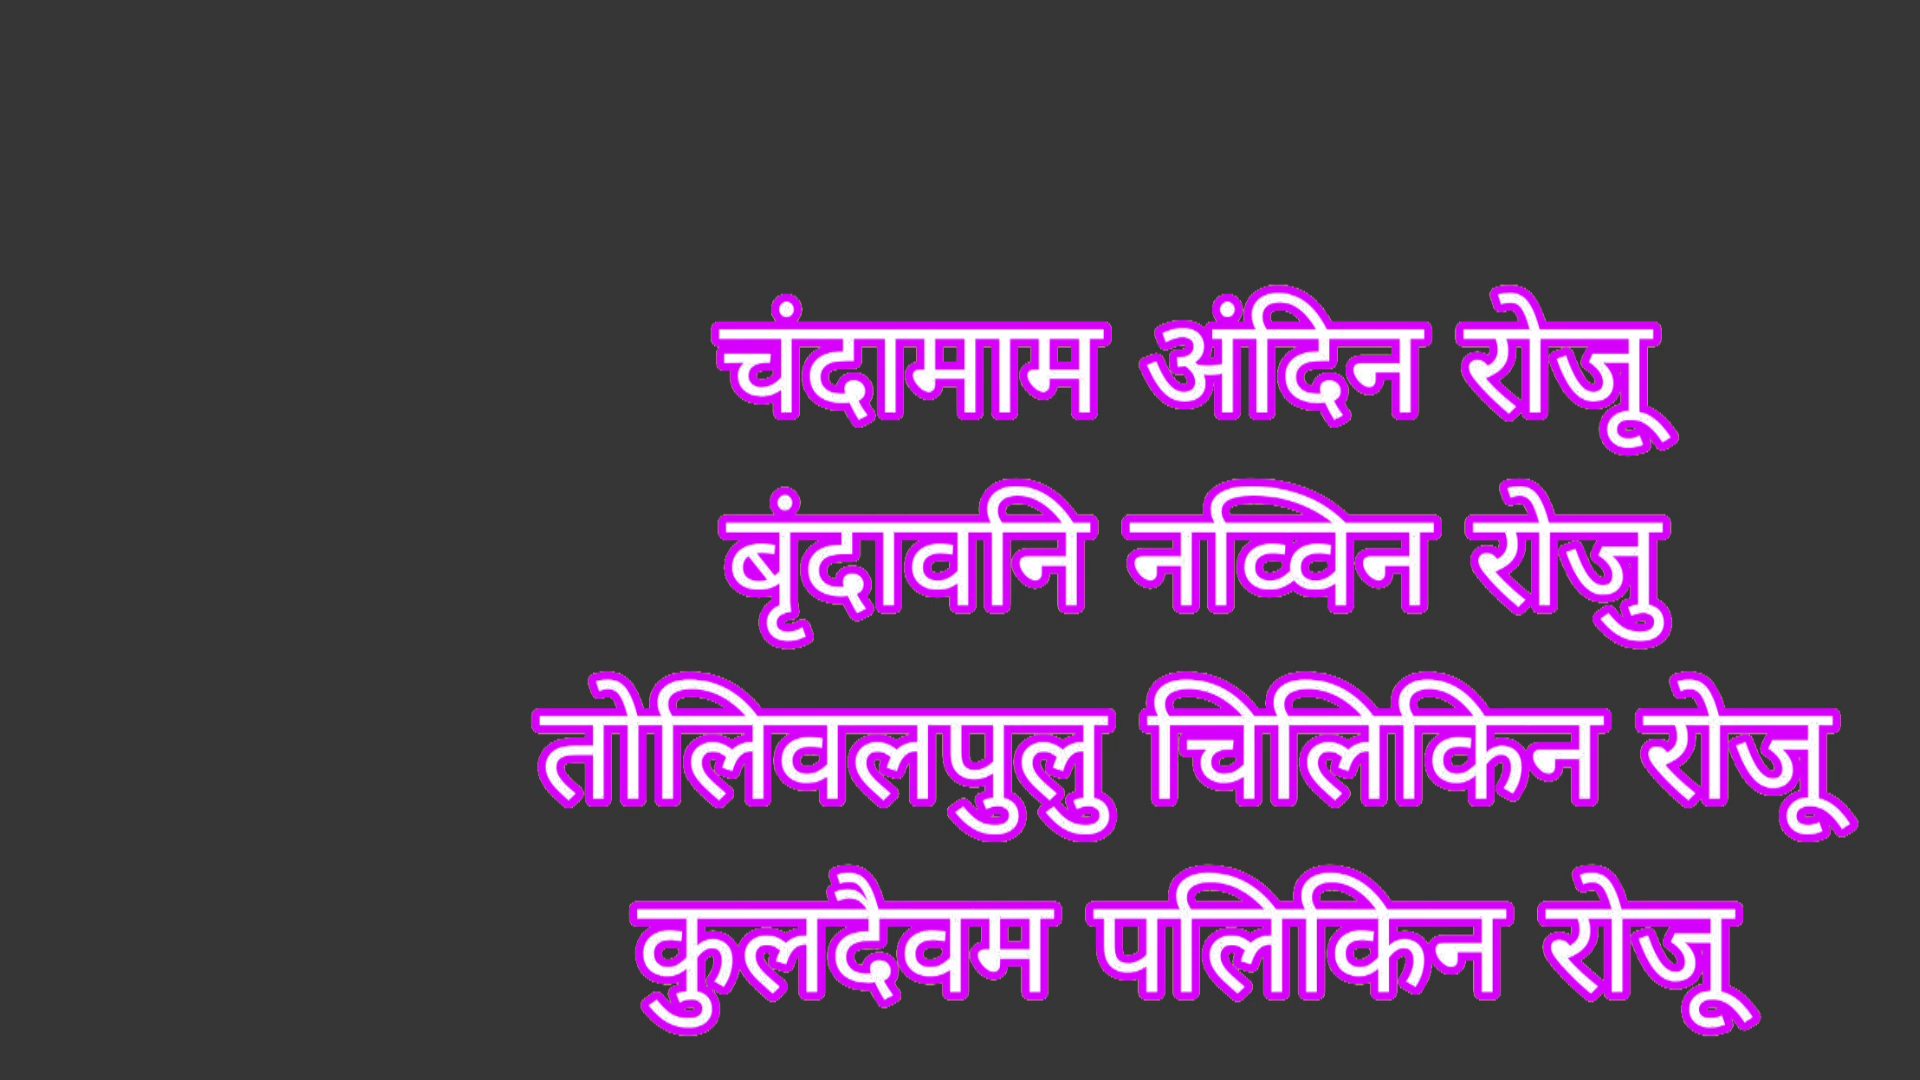 चंदामाम अंदिन रोजू
बृंदावनि नव्विन रोजु
तोलिवलपुलु चिलिकिन रोजू
कुलदैवम पलिकिन रोजू